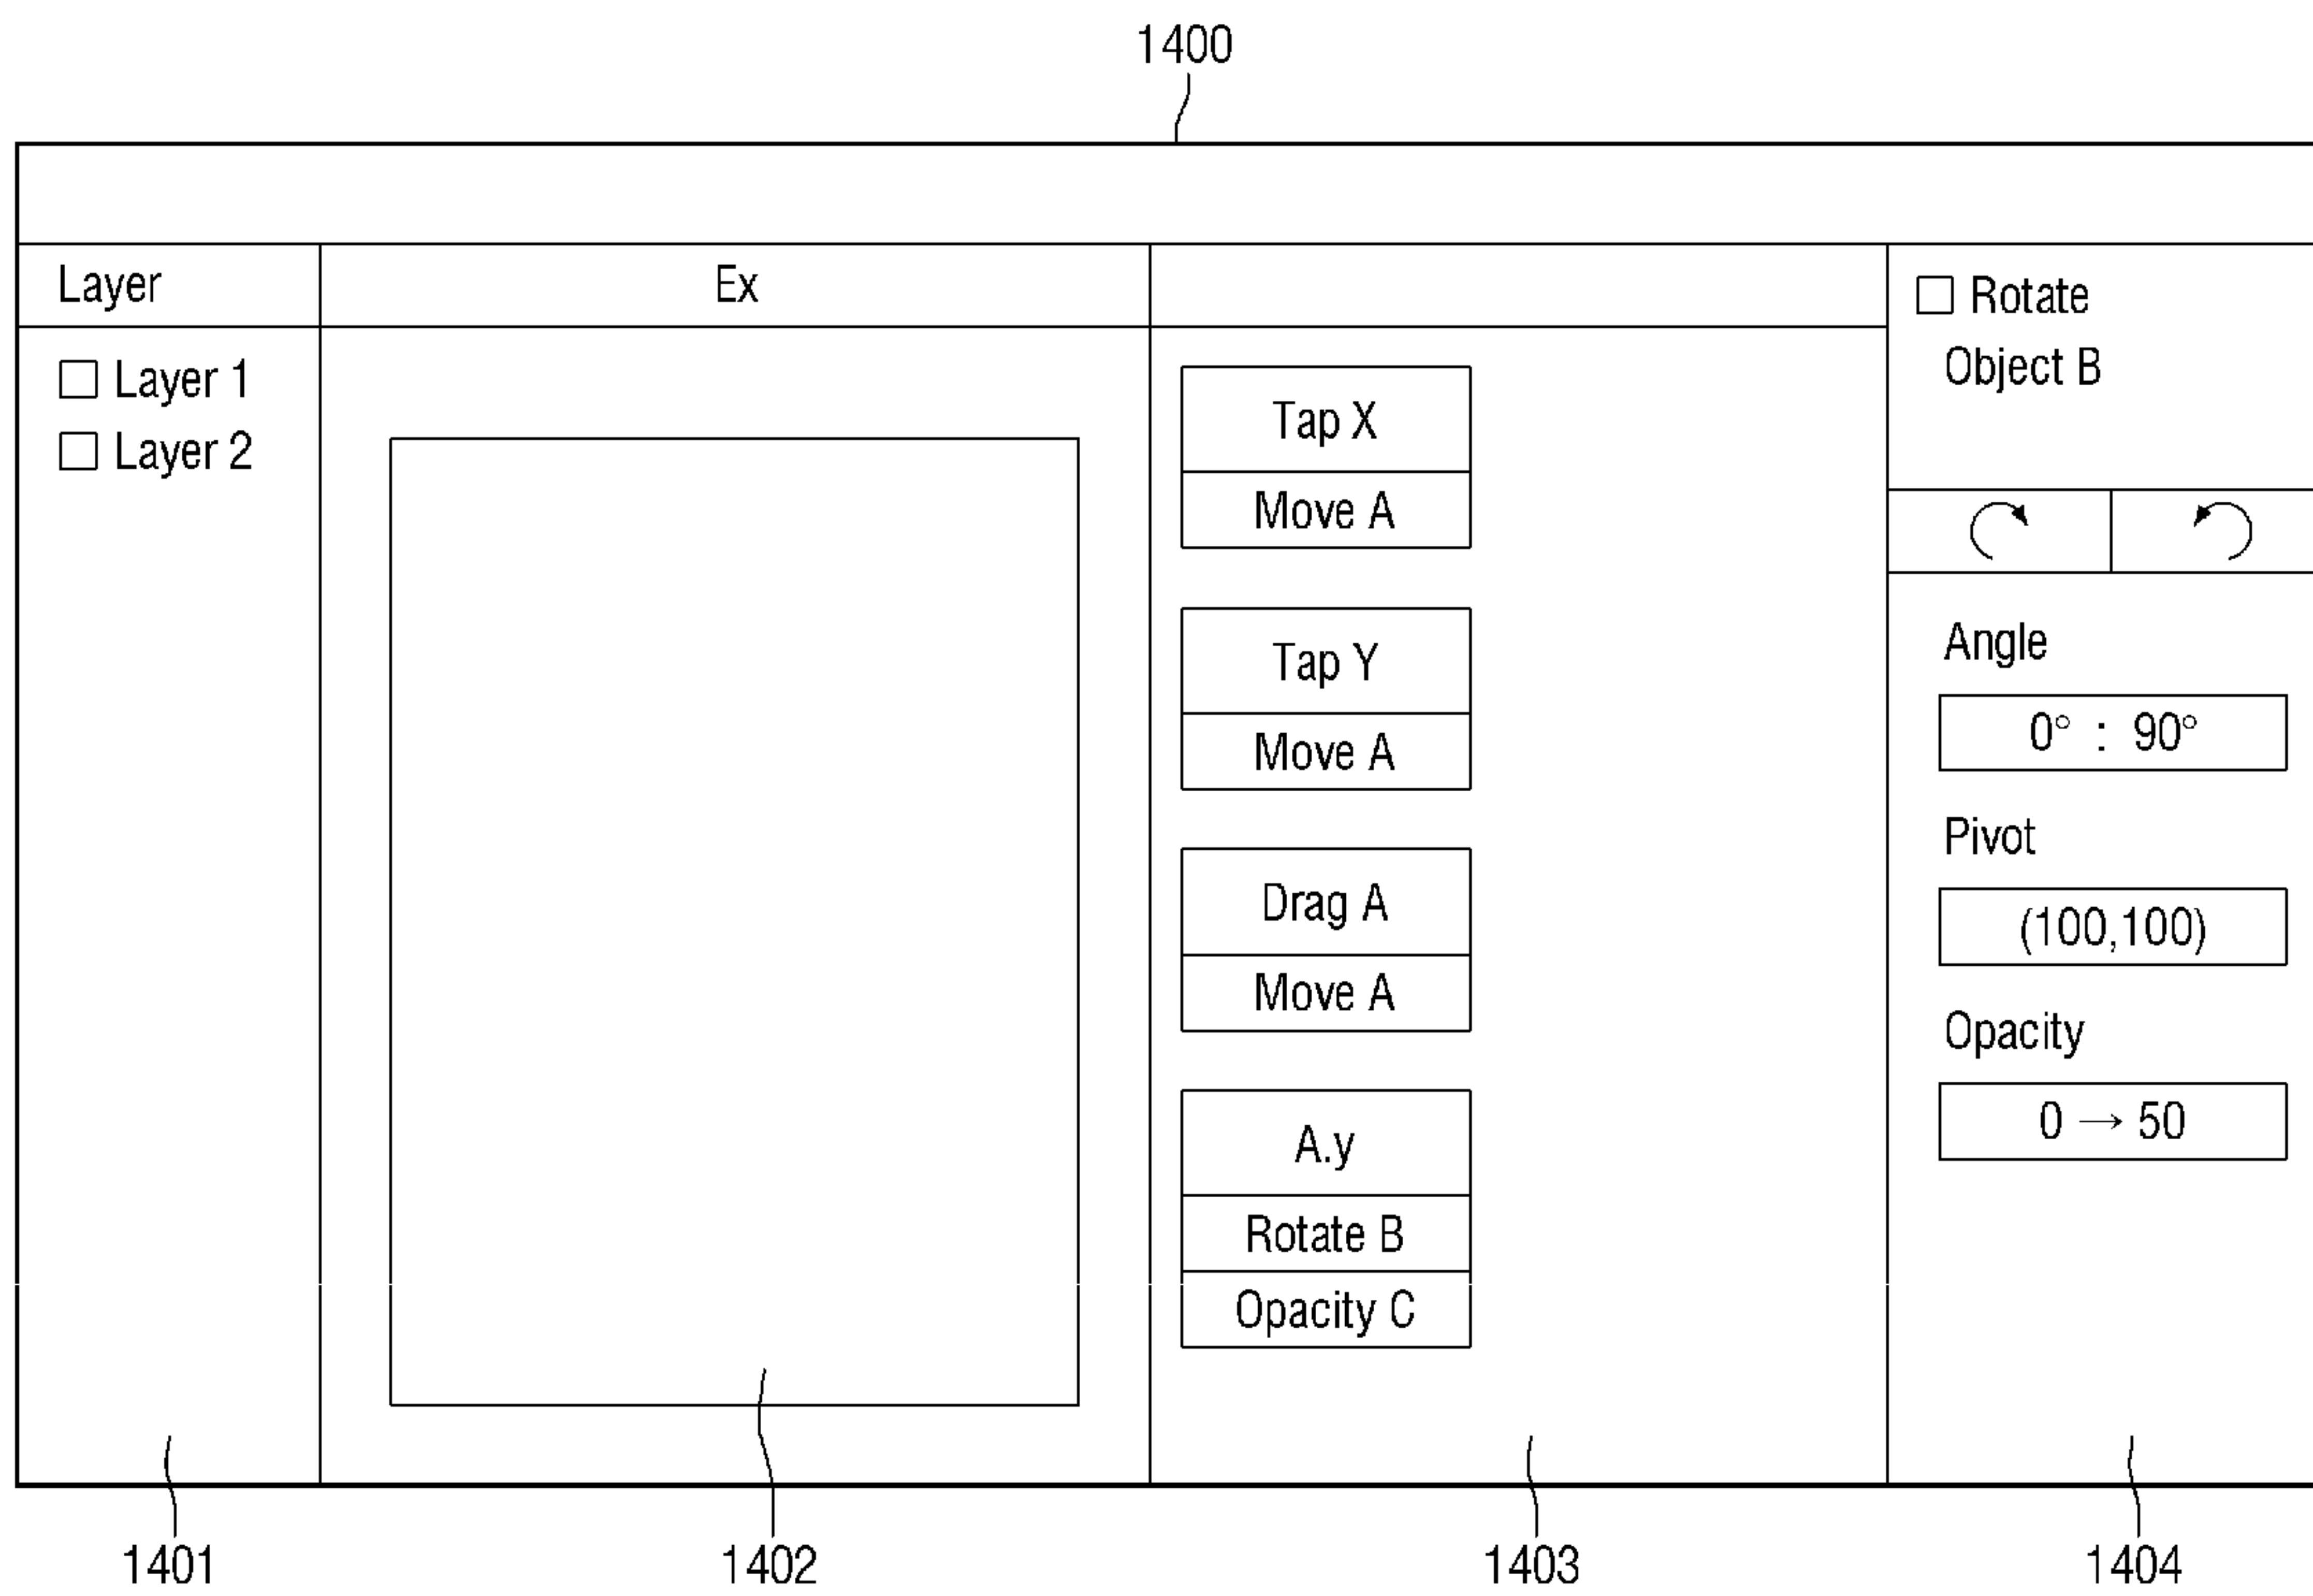 1400
Layer
Ex
Layer 1
Layer 2
Tap X
Move A
Tap Y
Move A
Drag A
Move A
A.y
Rotate B
Opacity C
Rotate
Object B
Angle
0° : 90°
Pivot
(100,100)
Opacity
0 → 50
1401
1402
1403
1404